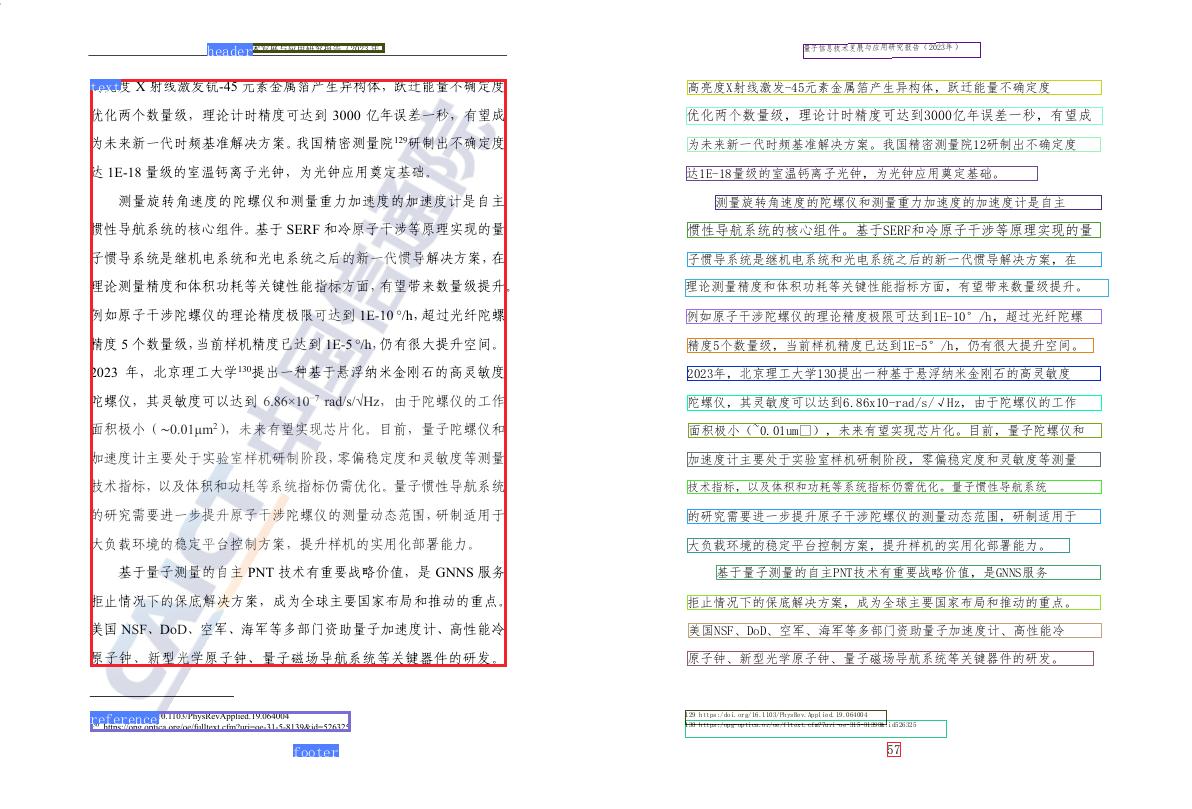 header
text 度 X 射线激发钪-45 元素金属箔产生异构体，跃迁能量不确定度
优化两个数量级，理论计时精度可达到 3000 亿年误差一秒，有望成
为未来新一代时频基准解决方案。我国精密测量院129研制出不确定度
达 1E-18 量级的室温钙离子光钟，为光钟应用奠定基础。
测量旋转角速度的陀螺仪和测量重力加速度的加速度计是自主
惯性导航系统的核心组件。基于 SERF 和冷原子干涉等原理实现的量
子惯导系统是继机电系统和光电系统之后的新一代惯导解决方案，在
理论测量精度和体积功耗等关键性能指标方面，有望带来数量级提升。
例如原子干涉陀螺仪的理论精度极限可达到 1E-10 °/h，超过光纤陀螺
精度 5 个数量级，当前样机精度已达到 1E-5 °/h，仍有很大提升空间。
2023 年，北京理工大学130提出一种基于悬浮纳米金刚石的高灵敏度
陀螺仪，其灵敏度可以达到 6.86×10⁻⁷ rad/s/√Hz，由于陀螺仪的工作
面积极小（~0.01μm²），未来有望实现芯片化。目前，量子陀螺仪和
加速度计主要处于实验室样机研制阶段，零偏稳定度和灵敏度等测量
技术指标，以及体积和功耗等系统指标仍需优化。量子惯性导航系统
的研究需要进一步提升原子干涉陀螺仪的测量动态范围，研制适用于
大负载环境的稳定平台控制方案，提升样机的实用化部署能力。
基于量子测量的自主 PNT 技术有重要战略价值，是 GNNS 服务
拒止情况下的保底解决方案，成为全球主要国家布局和推动的重点。
美国 NSF、DoD、空军、海军等多部门资助量子加速度计、高性能冷
原子钟、新型光学原子钟、量子磁场导航系统等关键器件的研发。
CAICT 中国信通院
reference 0.1103/PhysRevApplied.19.064004
https://opg.optica.org/oe/fulltext.cfm?uri=oe-31-5-8139&id=526325
footer
量子信息技术发展与应用研究报告（2023年）
高亮度X射线激发-45元素金属箔产生异构体，跃迁能量不确定度
优化两个数量级，理论计时精度可达到3000亿年误差一秒，有望成
为未来新一代时频基准解决方案。我国精密测量院12研制出不确定度
达1E-18量级的室温钙离子光钟，为光钟应用奠定基础。
测量旋转角速度的陀螺仪和测量重力加速度的加速度计是自主
惯性导航系统的核心组件。基于SERF和冷原子干涉等原理实现的量
子惯导系统是继机电系统和光电系统之后的新一代惯导解决方案，在
理论测量精度和体积功耗等关键性能指标方面，有望带来数量级提升。
例如原子干涉陀螺仪的理论精度极限可达到1E-10°/h，超过光纤陀螺
精度5个数量级，当前样机精度已达到1E-5°/h，仍有很大提升空间。
2023年，北京理工大学130提出一种基于悬浮纳米金刚石的高灵敏度
陀螺仪，其灵敏度可以达到6.86x10-rad/s/√Hz，由于陀螺仪的工作
面积极小（~0.01um□），未来有望实现芯片化。目前，量子陀螺仪和
加速度计主要处于实验室样机研制阶段，零偏稳定度和灵敏度等测量
技术指标，以及体积和功耗等系统指标仍需优化。量子惯性导航系统
的研究需要进一步提升原子干涉陀螺仪的测量动态范围，研制适用于
大负载环境的稳定平台控制方案，提升样机的实用化部署能力。
基于量子测量的自主PNT技术有重要战略价值，是GNNS服务
拒止情况下的保底解决方案，成为全球主要国家布局和推动的重点。
美国NSF、DoD、空军、海军等多部门资助量子加速度计、高性能冷
原子钟、新型光学原子钟、量子磁场导航系统等关键器件的研发。
129 https:/doi.org/16.1103/PhysRev.Applied.19.064004
57